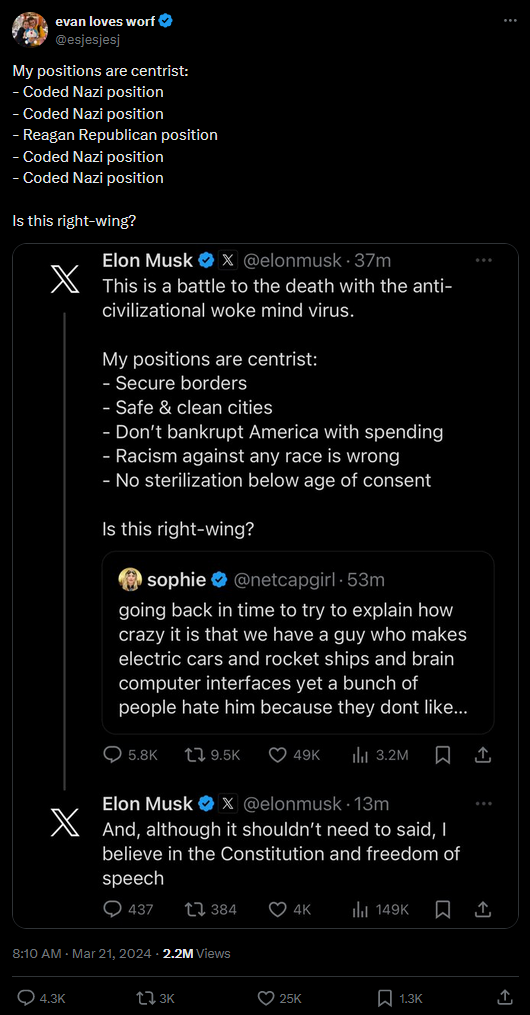 evan loves worf
@esjesjesj
My positions are centrist:
- Coded Nazi position
- Coded Nazi position
- Reagan Republican position
- Coded Nazi position
- Coded Nazi position
Is this right-wing?
Elon Musk X @elonmusk · 37m
This is a battle to the death with the anti-
civilizational woke mind virus.
My positions are centrist:
- Secure borders
- Safe & clean cities
- Don’t bankrupt America with spending
- Racism against any race is wrong
- No sterilization below age of consent
Is this right-wing?
sophie @netcapgirl · 53m
going back in time to try to explain how
crazy it is that we have a guy who makes
electric cars and rocket ships and brain
computer interfaces yet a bunch of
people hate him because they dont like...
5.8K 9.5K 49K 3.2M
Elon Musk X @elonmusk · 13m
And, although it shouldn’t need to said, I
believe in the Constitution and freedom of
speech
437 384 4K 149K
8:10 AM · Mar 21, 2024 · 2.2M Views
4.3K 3K 25K 1.3K